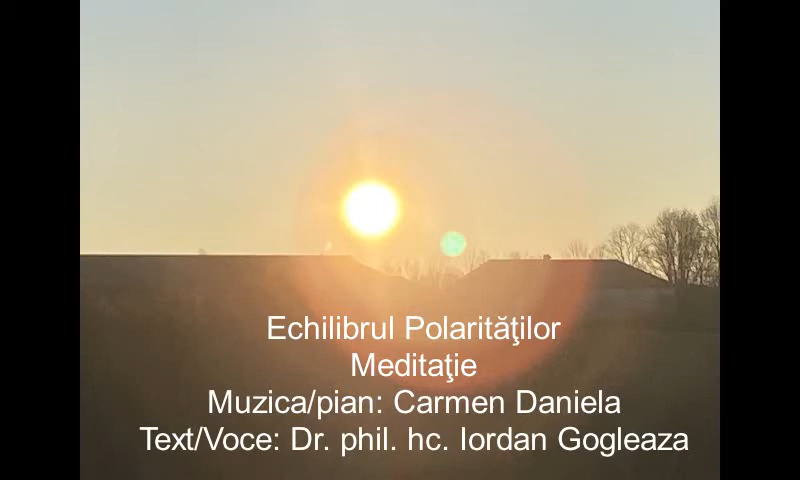 Echilibrul Polarităţilor
Meditaţie
Muzica/pian: Carmen Daniela
Text/Voce: Dr. phil. hc. Iordan Gogleaza